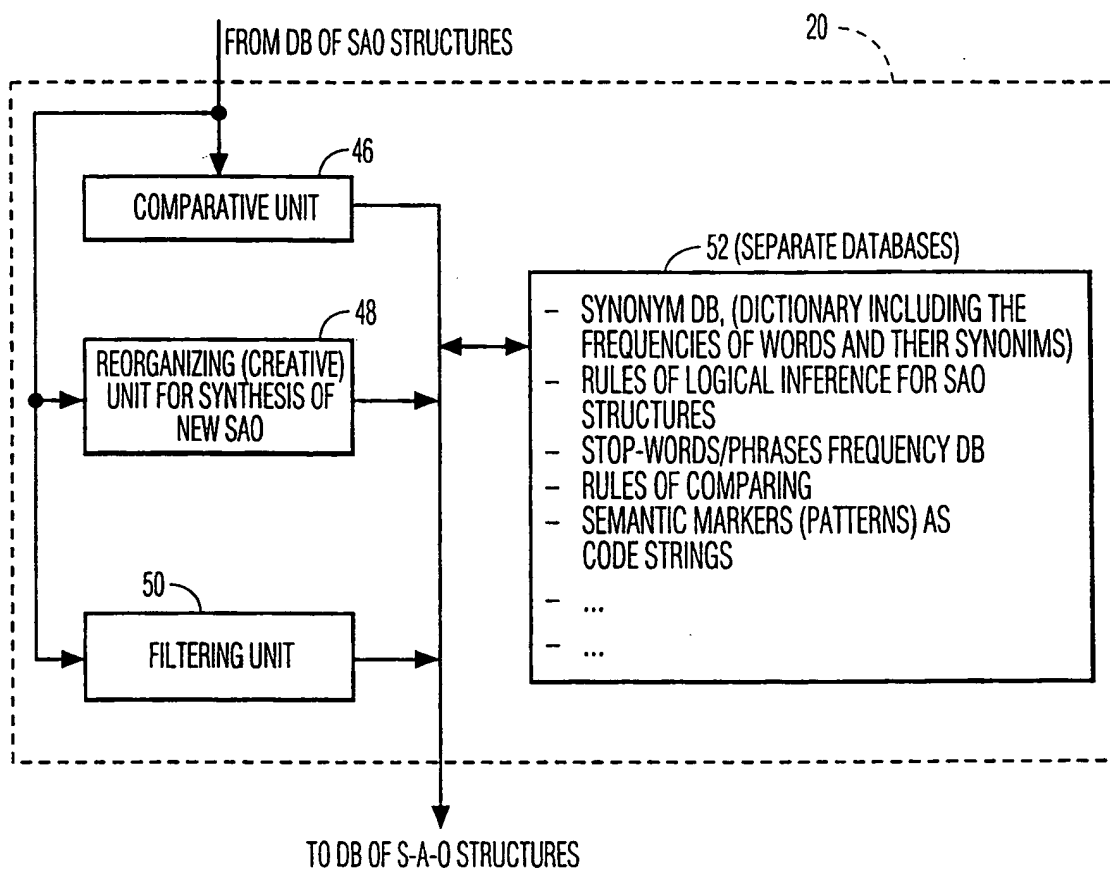 FROM DB OF SAO STRUCTURES
20
46
COMPARATIVE UNIT
48
REORGANIZING (CREATIVE)
UNIT FOR SYNTHESIS OF
NEW SAO
50
FILTERING UNIT
52 (SEPARATE DATABASES)
- SYNONYM DB, (DICTIONARY INCLUDING THE
FREQUENCIES OF WORDS AND THEIR SYNONIMS)
- RULES OF LOGICAL INFERENCE FOR SAO
STRUCTURES
- STOP-WORDS/PHRASES FREQUENCY DB
- RULES OF COMPARING
- SEMANTIC MARKERS (PATTERNS) AS
CODE STRINGS
- ...
- ...
TO DB OF S-A-O STRUCTURES